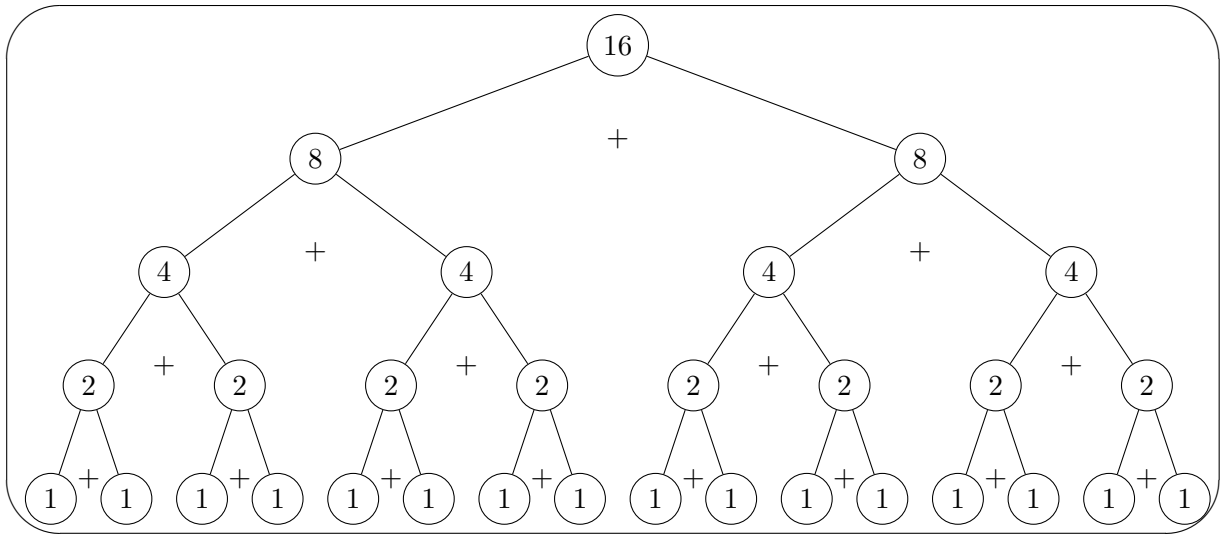 16
+
8 8
+ +
4 4 4 4
+ + + +
2 2 2 2 2 2 2 2
1 + 1 1 + 1 1 + 1 1 + 1 1 + 1 1 + 1 1 + 1 1 + 1